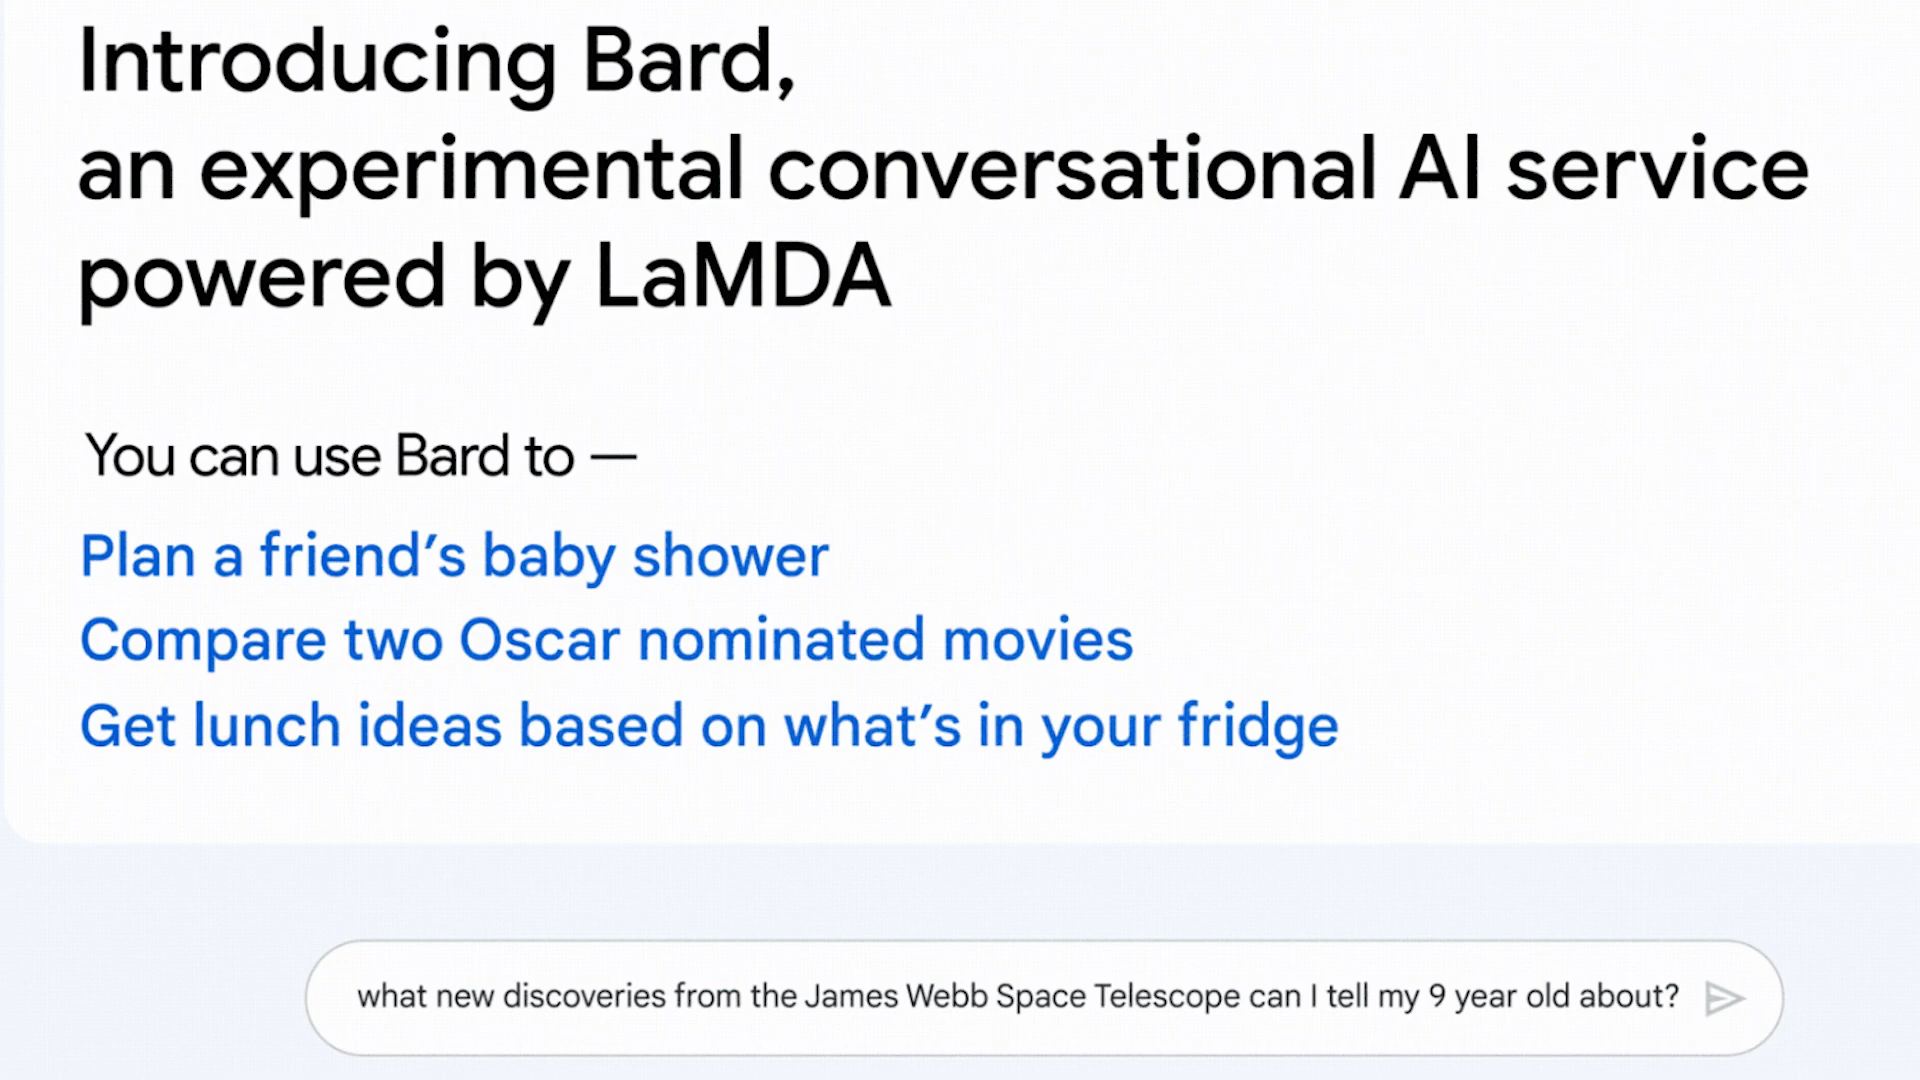 Introducing Bard,
an experimental conversational AI service
powered by LaMDA
You can use Bard to —
Plan a friend’s baby shower
Compare two Oscar nominated movies
Get lunch ideas based on what’s in your fridge
what new discoveries from the James Webb Space Telescope can I tell my 9 year old about?